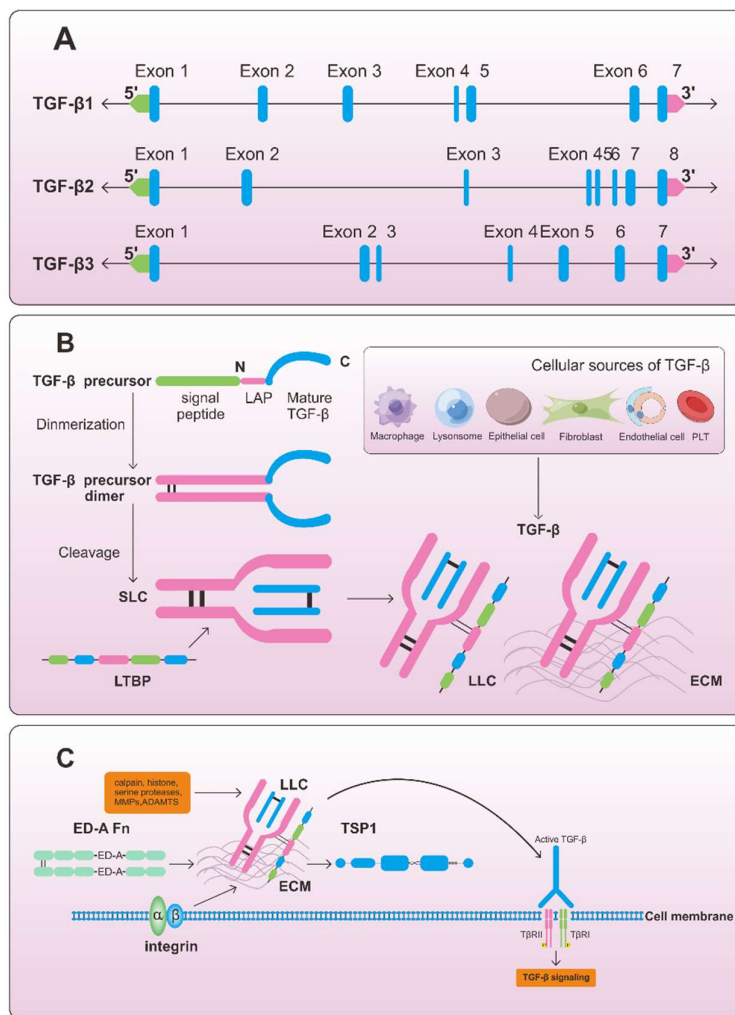 A
Exon 1 Exon 2 Exon 3 Exon 4 5 Exon 6 7
TGF-β1 5' 3'
Exon 1 Exon 2 Exon 3 Exon 456 7 8
TGF-β2 5' 3'
Exon 1 Exon 2 3 Exon 4 Exon 5 6 7
TGF-β3 5' 3'
B
TGF-β precursor
N
C
signal
peptide
LAP
Mature
TGF-β
Dinmerization
TGF-β precursor
dimer
Cleavage
SLC
LTBP
Cellular sources of TGF-β
Macrophage
Lysonsome
Epithelial cell
Fibroblast
Endothelial cell
PLT
TGF-β
LLC
ECM
C
calpain, histone,
serine proteases,
MMPs,ADAMTS
LLC
ED-A Fn
-ED-A-
-ED-A-
TSP1
ECM
α β
integrin
Active TGF-β
Cell membrane
TβRII
TβRI
TGF-β signaling